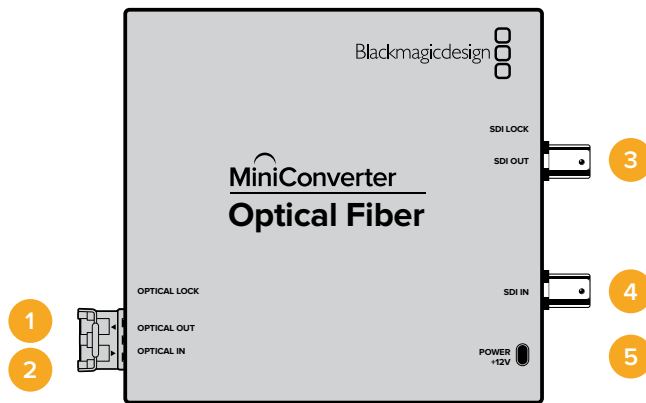 Blackmagicdesign
SDI LOCK
SDI OUT
3
MiniConverter
Optical Fiber
OPTICAL LOCK
SDI IN
4
1
OPTICAL OUT
2
OPTICAL IN
POWER
+12V
5